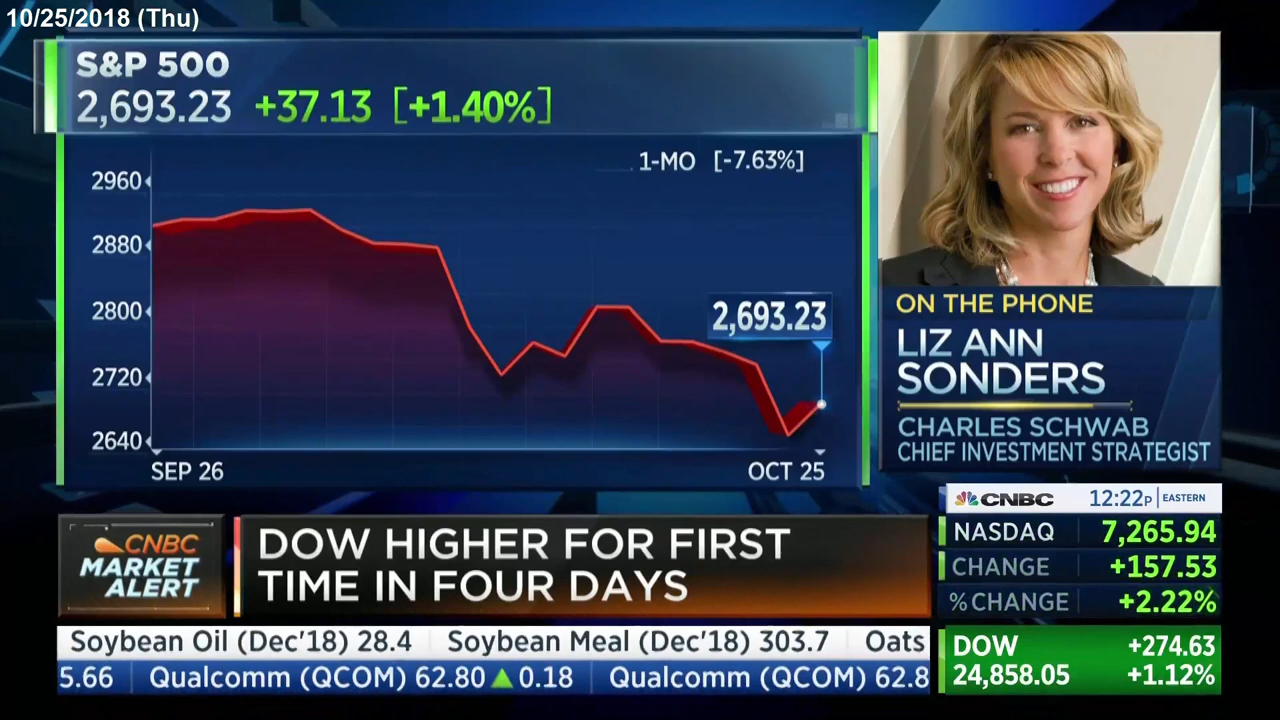 10/25/2018 (Thu)
S&P 500
2,693.23 +37.13 [+1.40%]
1-MO [-7.63%]
2960
2880
2800
2720
2640
2,693.23
SEP 26
OCT 25
ON THE PHONE
LIZ ANN
SONDERS
CHARLES SCHWAB
CHIEF INVESTMENT STRATEGIST
CNBC 12:22P EASTERN
NASDAQ 7,265.94
CHANGE +157.53
% CHANGE +2.22%
DOW +274.63
24,858.05 +1.12%
CNBC
MARKET
ALERT
DOW HIGHER FOR FIRST
TIME IN FOUR DAYS
Soybean Oil (Dec'18) 28.4 Soybean Meal (Dec'18) 303.7 Oats
5.66 Qualcomm (QCOM) 62.80 ▲ 0.18 Qualcomm (QCOM) 62.8